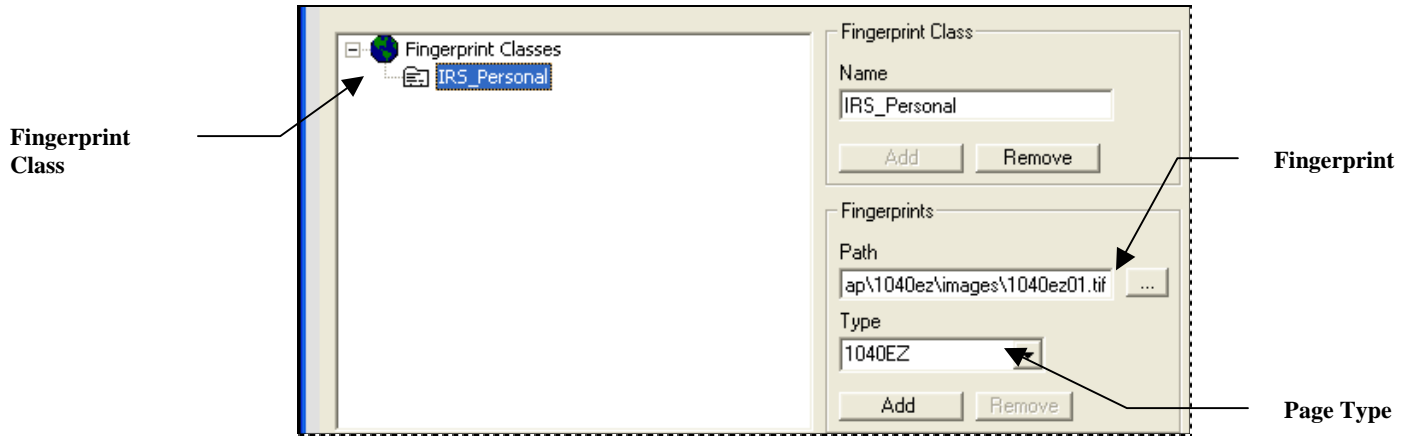 Fingerprint Classes
IRS_Personal
Fingerprint Class
Name
IRS_Personal
Add Remove
Fingerprints
Path
ap\1040ez\images\1040ez01.tif ...
Type
1040EZ
Add Remove
Fingerprint
Class
Fingerprint
Page Type